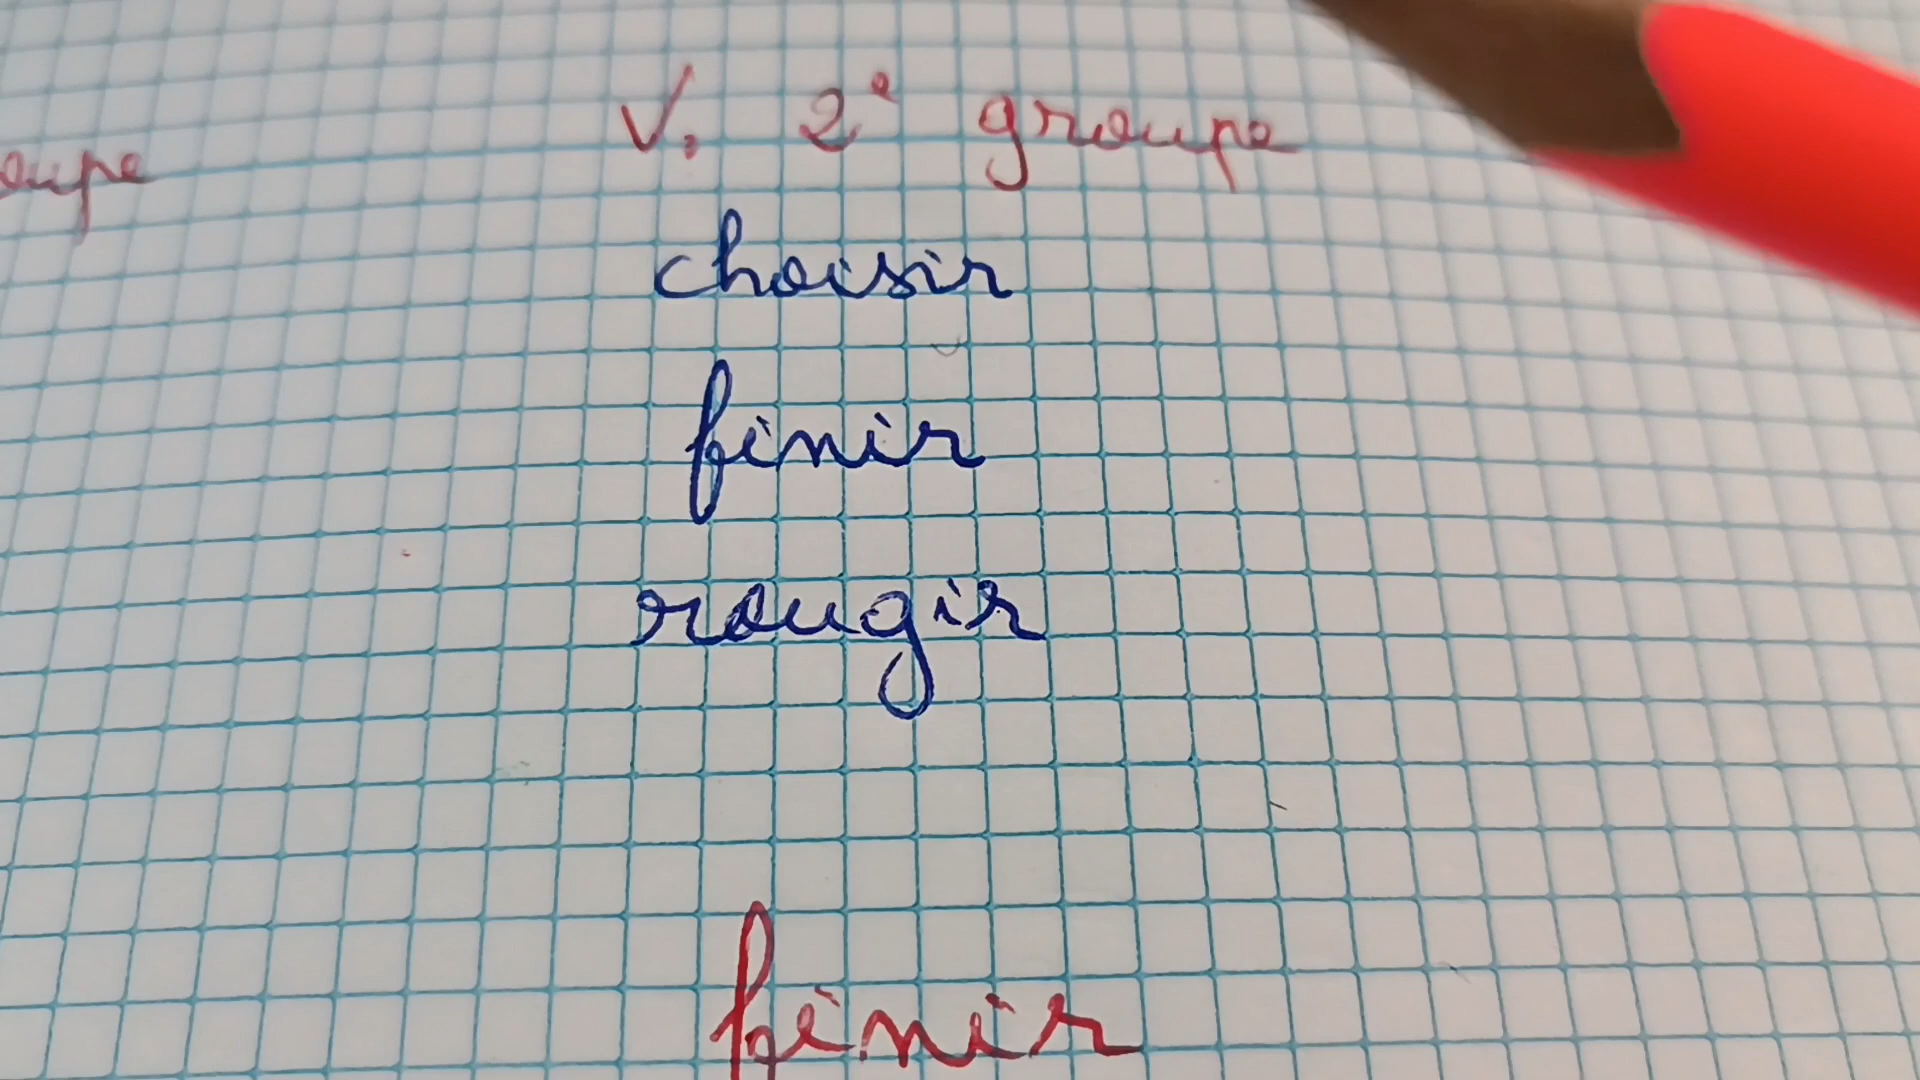 V. 2e groupe
choisir
finir
rougir
finir